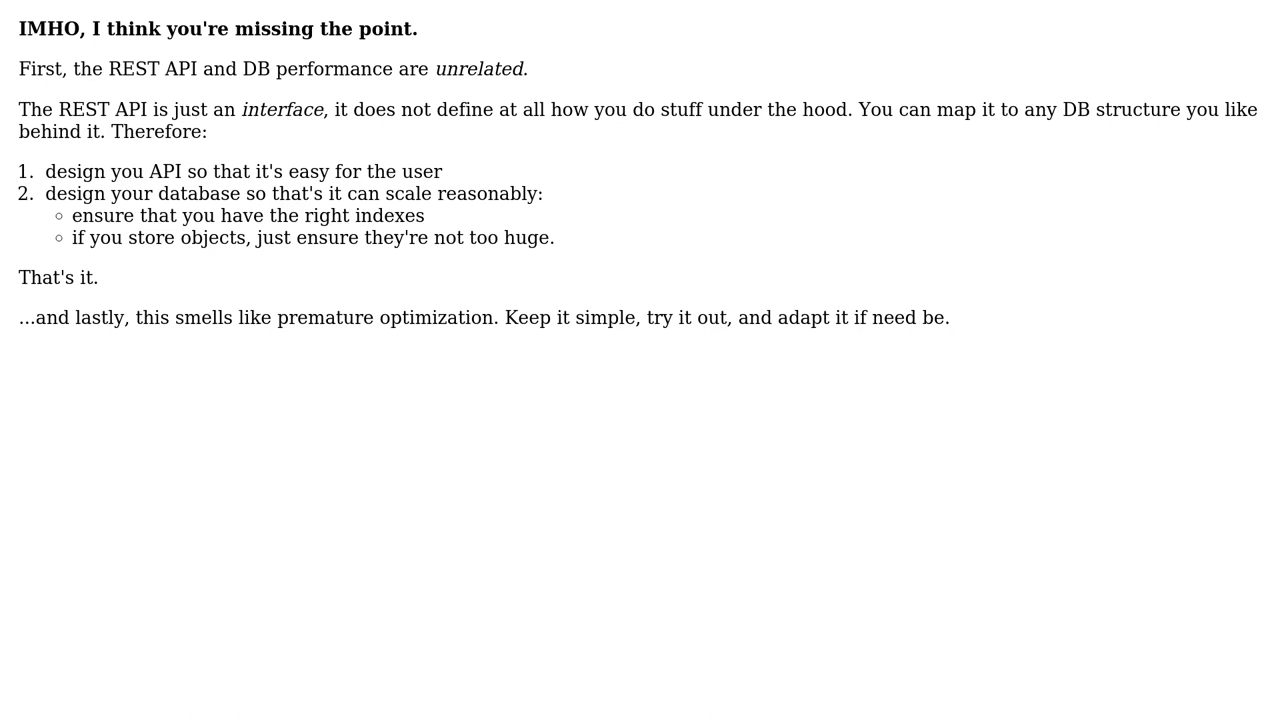 IMHO, I think you're missing the point.
First, the REST API and DB performance are unrelated.
The REST API is just an interface, it does not define at all how you do stuff under the hood. You can map it to any DB structure you like
behind it. Therefore:
1. design you API so that it's easy for the user
2. design your database so that's it can scale reasonably:
◦ ensure that you have the right indexes
◦ if you store objects, just ensure they're not too huge.
That's it.
...and lastly, this smells like premature optimization. Keep it simple, try it out, and adapt it if need be.